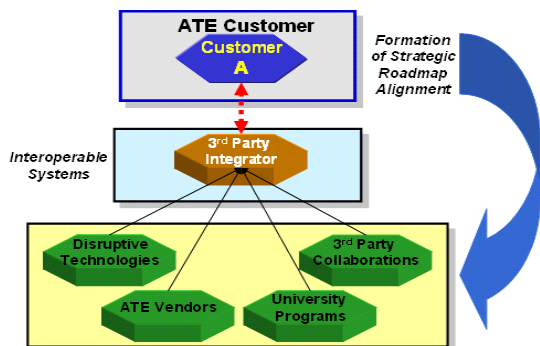 ATE Customer
Customer
A
Formation
of Strategic
Roadmap
Alignment
3rd Party
Integrator
Interoperable
Systems
Disruptive
Technologies
3rd Party
Collaborations
ATE Vendors
University
Programs